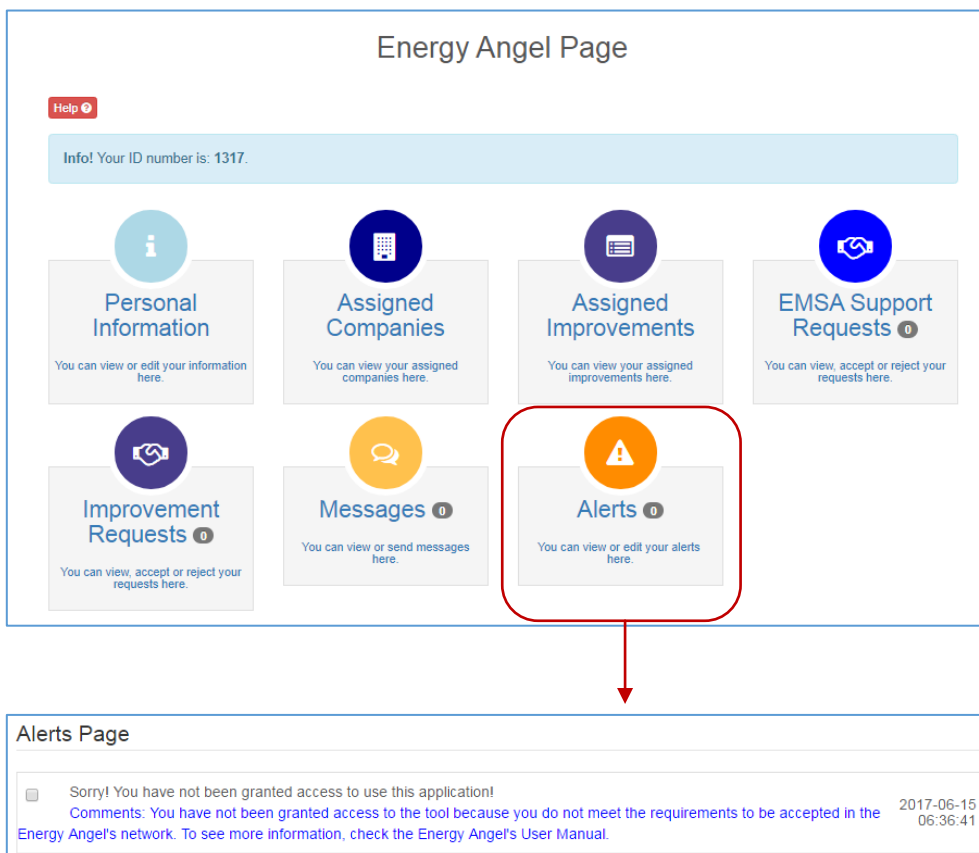 Energy Angel Page
Help
Info! Your ID number is: 1317.
Personal
Information
You can view or edit your information
here.
Assigned
Companies
You can view your assigned
companies here.
Assigned
Improvements
You can view your assigned
improvements here.
EMSA Support
Requests 0
You can view, accept or reject your
requests here.
Improvement
Requests 0
You can view, accept or reject your
requests here.
Messages 0
You can view or send messages
here.
Alerts 0
You can view or edit your alerts
here.
Alerts Page
Sorry! You have not been granted access to use this application!
Comments: You have not been granted access to the tool because you do not meet the requirements to be accepted in the
Energy Angel's network. To see more information, check the Energy Angel's User Manual.
2017-06-15
06:36:41